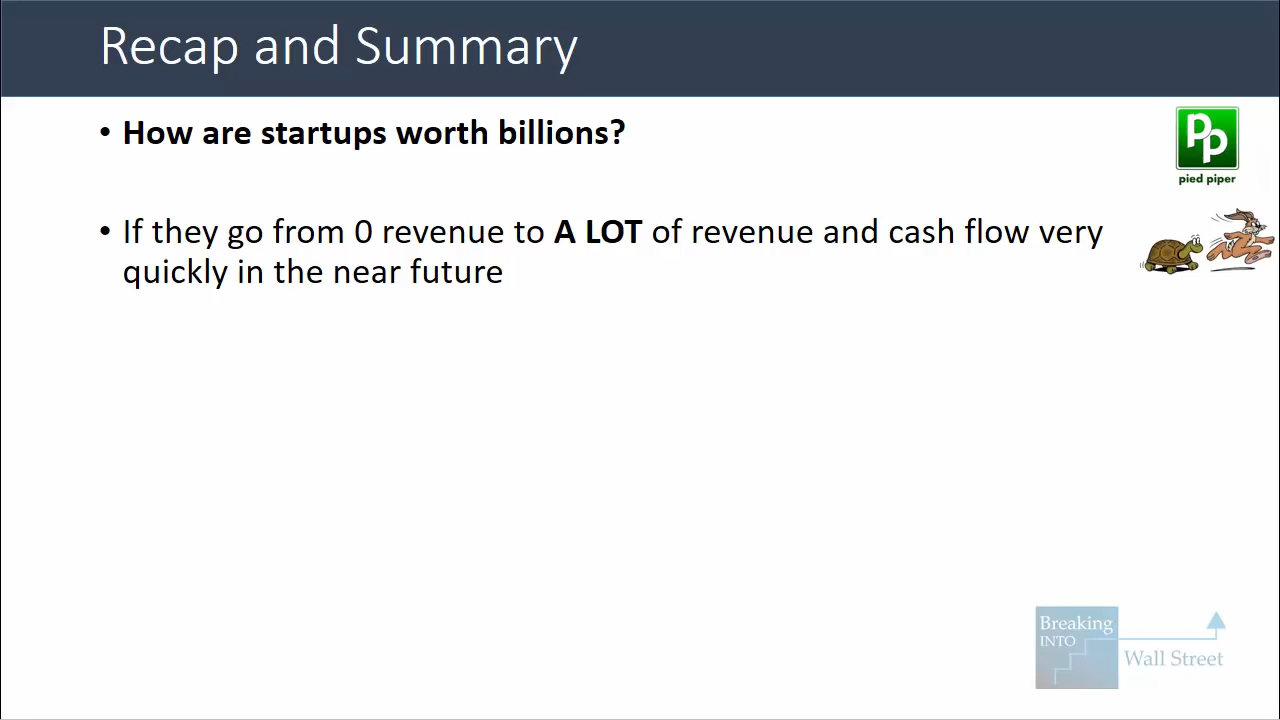 Recap and Summary
• How are startups worth billions?
Pp
pied piper
• If they go from 0 revenue to A LOT of revenue and cash flow very
quickly in the near future
Breaking
INTO
Wall Street